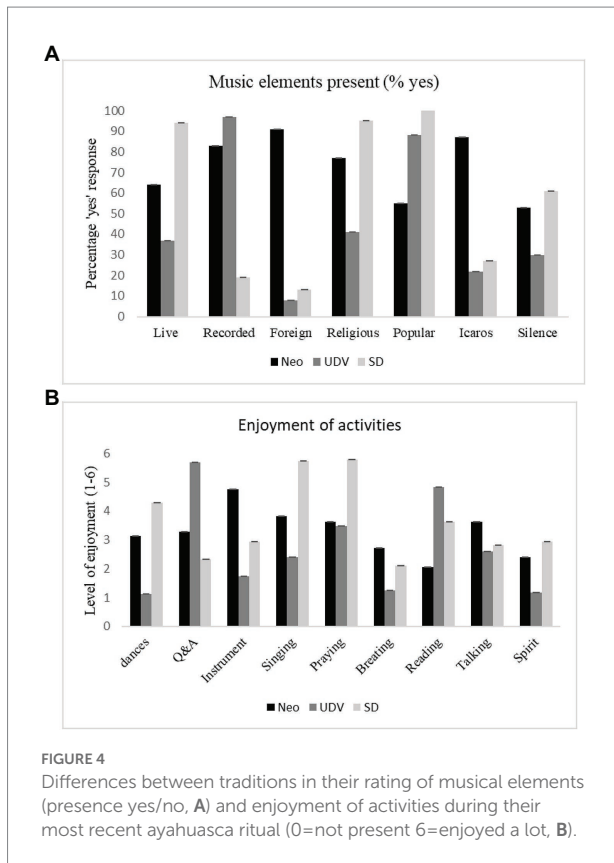 A
Music elements present (% yes)
Percentage 'yes' response
100
90
80
70
60
50
40
30
20
10
0
Live Recorded Foreign Religious Popular Icaros Silence
Neo UDV SD
B
Enjoyment of activities
Level of enjoyment (1-6)
6
5
4
3
2
1
0
dances Q&A Instrument Singing Praying Breating Reading Talking Spirit
Neo UDV SD
FIGURE 4
Differences between traditions in their rating of musical elements
(presence yes/no, A) and enjoyment of activities during their
most recent ayahuasca ritual (0=not present 6=enjoyed a lot, B).